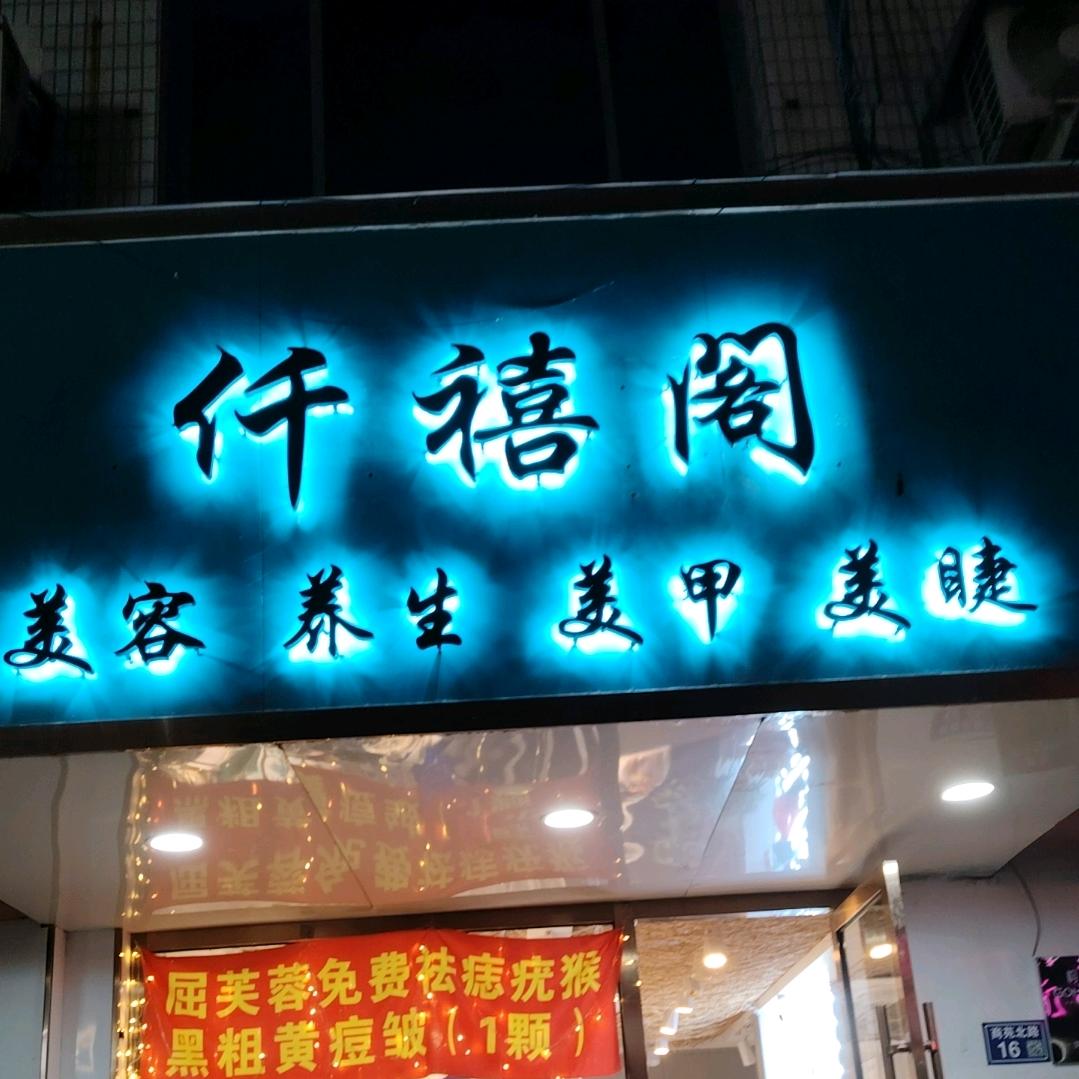 仟禧阁
美容 养生 美甲 美睫
屈芙蓉免费祛痣疣猴
黑粗黄痘皱（1颗）
16